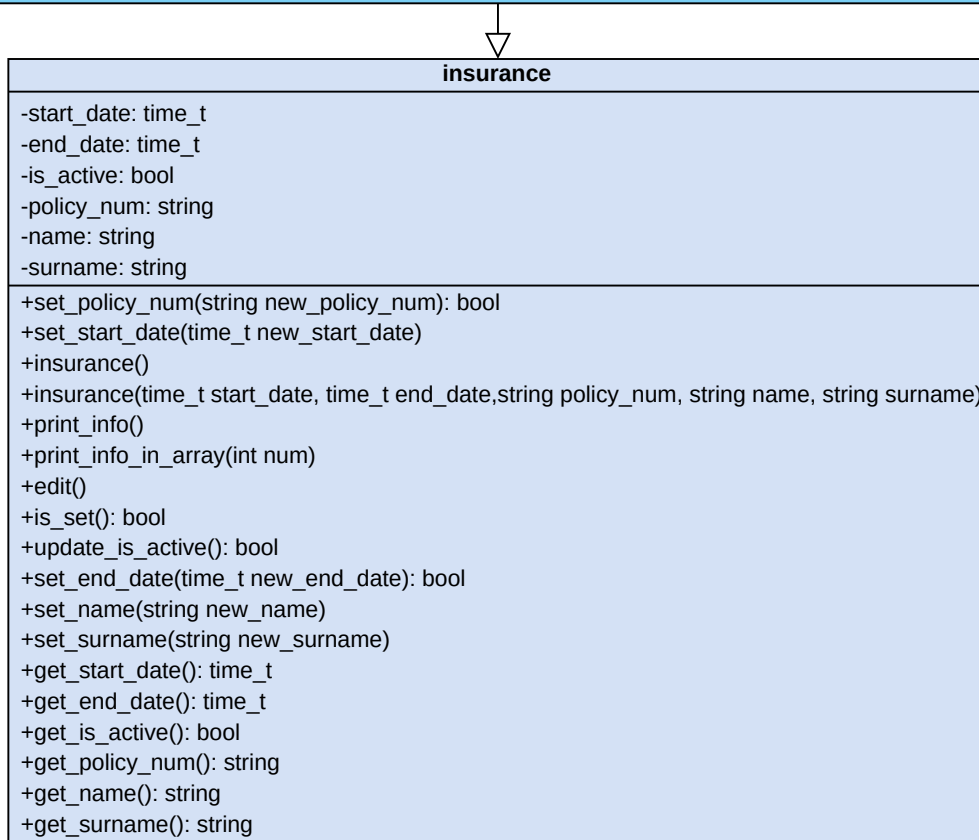 insurance
-start_date: time_t
-end_date: time_t
-is_active: bool
-policy_num: string
-name: string
-surname: string
+set_policy_num(string new_policy_num): bool
+set_start_date(time_t new_start_date)
+insurance()
+insurance(time_t start_date, time_t end_date,string policy_num, string name, string surname)
+print_info()
+print_info_in_array(int num)
+edit()
+is_set(): bool
+update_is_active(): bool
+set_end_date(time_t new_end_date): bool
+set_name(string new_name)
+set_surname(string new_surname)
+get_start_date(): time_t
+get_end_date(): time_t
+get_is_active(): bool
+get_policy_num(): string
+get_name(): string
+get_surname(): string